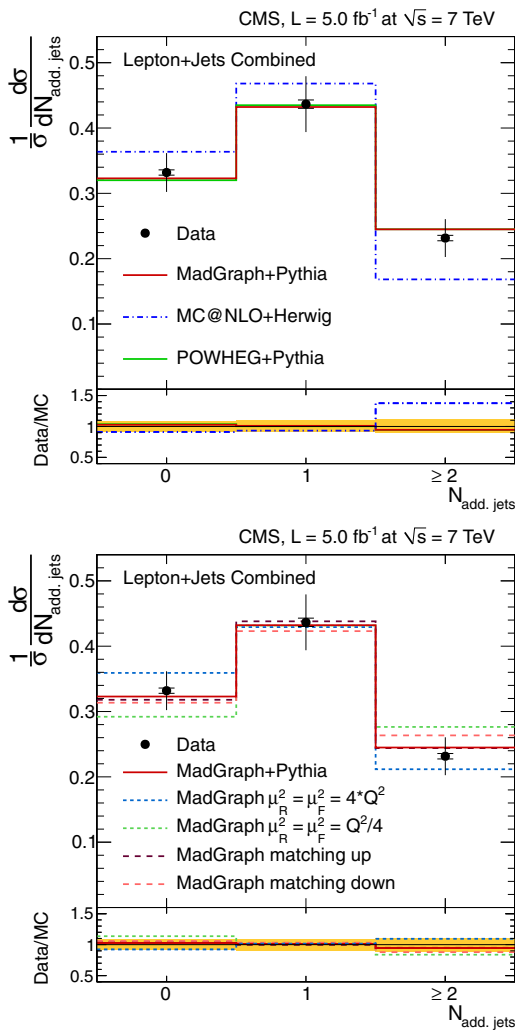 CMS, L = 5.0 fb⁻¹ at √s = 7 TeV
Lepton+Jets Combined
1/σ dσ/dN_add. jets
0.5
0.4
0.3
0.2
0.1
Data
MadGraph+Pythia
MC@NLO+Herwig
POWHEG+Pythia
Data/MC
1.5
1
0.5
0 1 ≥ 2
N_add. jets
CMS, L = 5.0 fb⁻¹ at √s = 7 TeV
Lepton+Jets Combined
1/σ dσ/dN_add. jets
0.5
0.4
0.3
0.2
0.1
Data
MadGraph+Pythia
MadGraph μ²_R = μ²_F = 4*Q²
MadGraph μ²_R = μ²_F = Q²/4
MadGraph matching up
MadGraph matching down
Data/MC
1.5
1
0.5
0 1 ≥ 2
N_add. jets